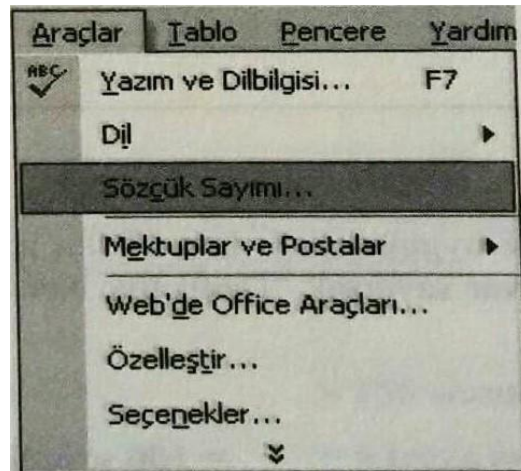 Araçlar Tablo Pencere Yardım
ABC Yazım ve Dilbilgisi... F7
Dil
Sözcük Sayımı...
Mektuplar ve Postalar
Web'de Office Araçları...
Özelleştir...
Seçenekler...